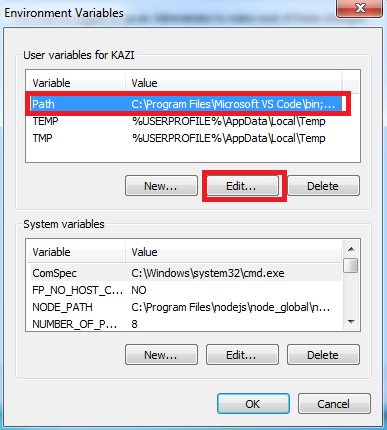 Environment Variables
User variables for KAZI
Variable Value
Path C:\Program Files\Microsoft VS Code\bin;...
TEMP %USERPROFILE%\AppData\Local\Temp
TMP %USERPROFILE%\AppData\Local\Temp
New... Edit... Delete
System variables
Variable Value
ComSpec C:\Windows\system32\cmd.exe
FP_NO_HOST_C... NO
NODE_PATH C:\Program Files\nodejs\node_global\n...
NUMBER_OF_P... 8
New... Edit... Delete
OK Cancel